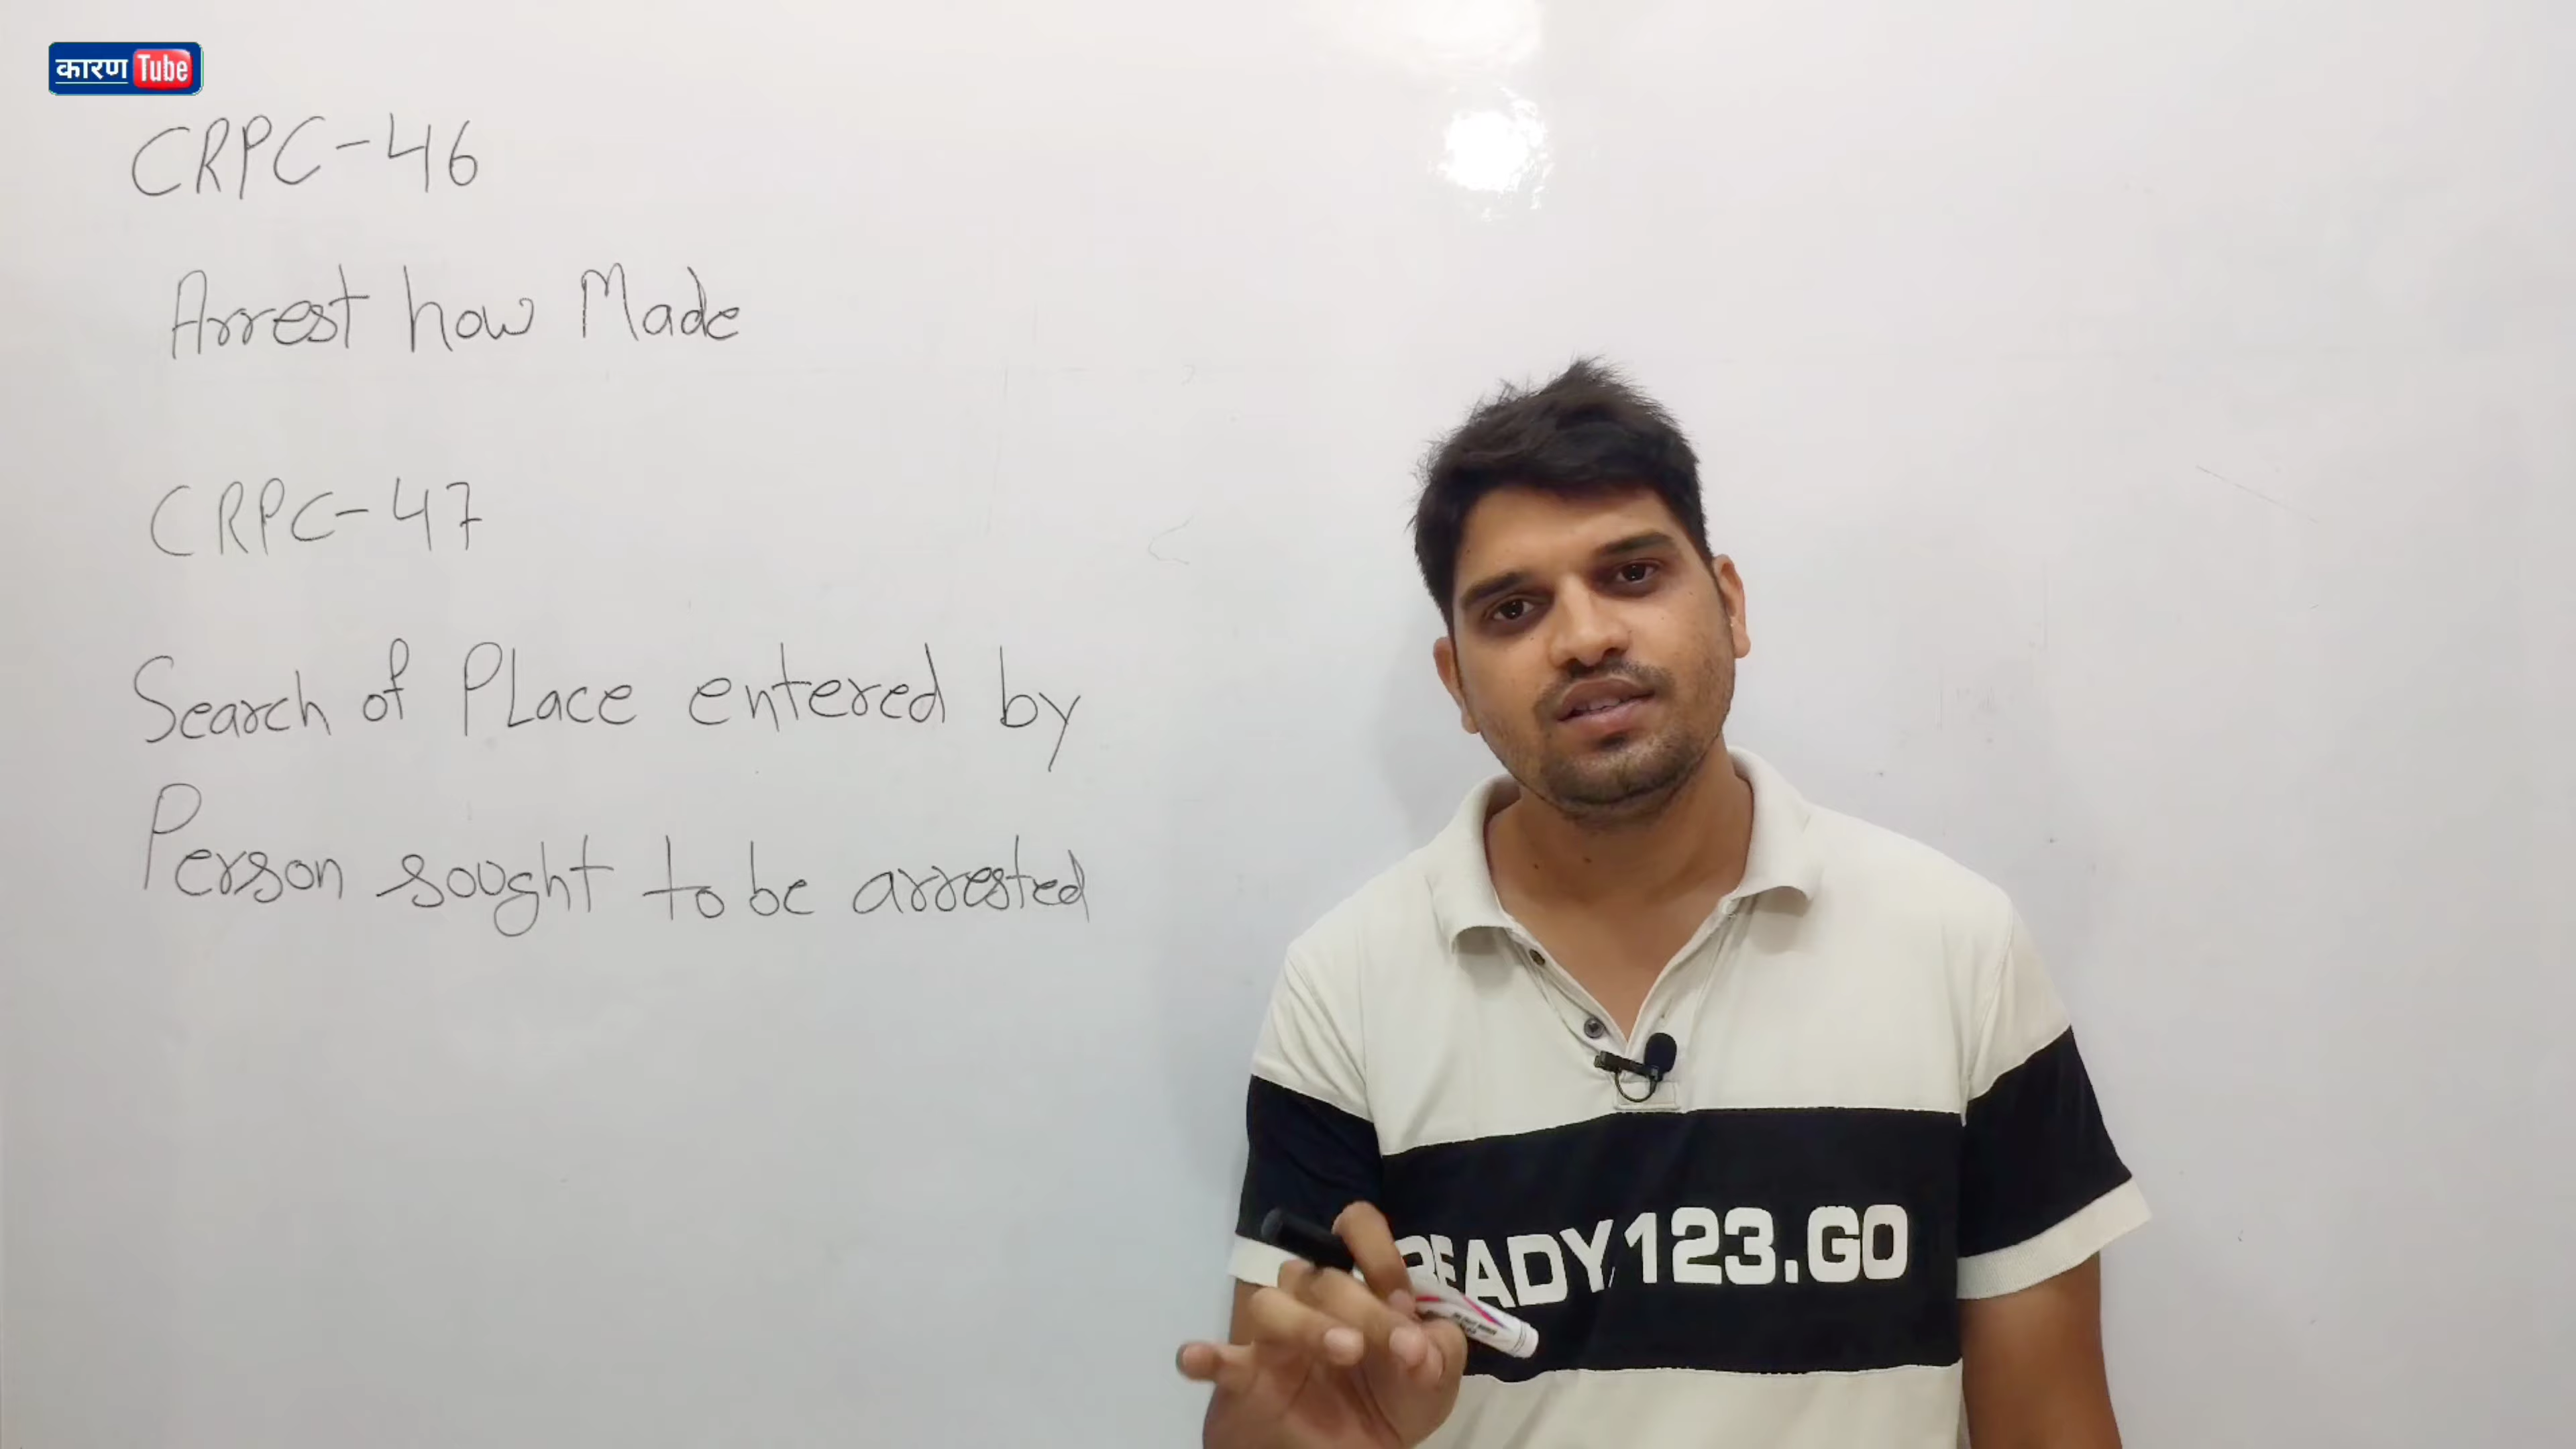 कारण Tube
CRPC-46
Arrest how Made
CRPC-47
Search of PLace entered by
Person sought to be arrested
READY,123.GO